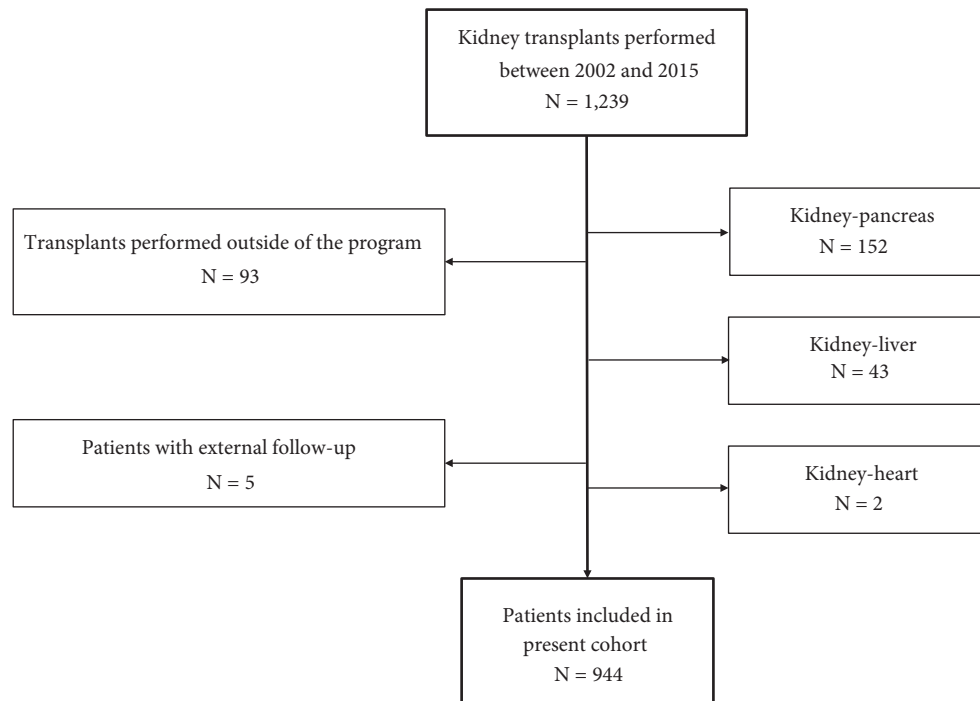 Kidney transplants performed
between 2002 and 2015
N = 1,239
Kidney-pancreas
N = 152
Transplants performed outside of the program
N = 93
Kidney-liver
N = 43
Patients with external follow-up
N = 5
Kidney-heart
N = 2
Patients included in
present cohort
N = 944